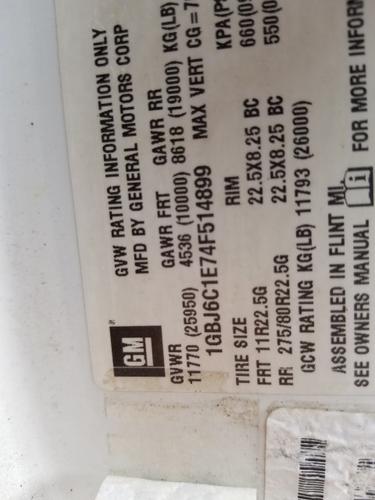 GVW RATING INFORMATION ONLY
MFD BY GENERAL MOTORS CORP
GM
GVWR GAWR FRT GAWR RR
11770 (25950) 4536 (10000) 8618 (19000) KG(LB)
1GBJ6C1E74F514899 MAX VERT CG=
TIRE SIZE RIM
FRT 11R22.5G 22.5X8.25 BC 660(
RR 275/80R22.5G 22.5X8.25 BC 550(
GCW RATING KG(LB) 11793 (26000)
ASSEMBLED IN FLINT MI
SEE OWNERS MANUAL FOR MORE